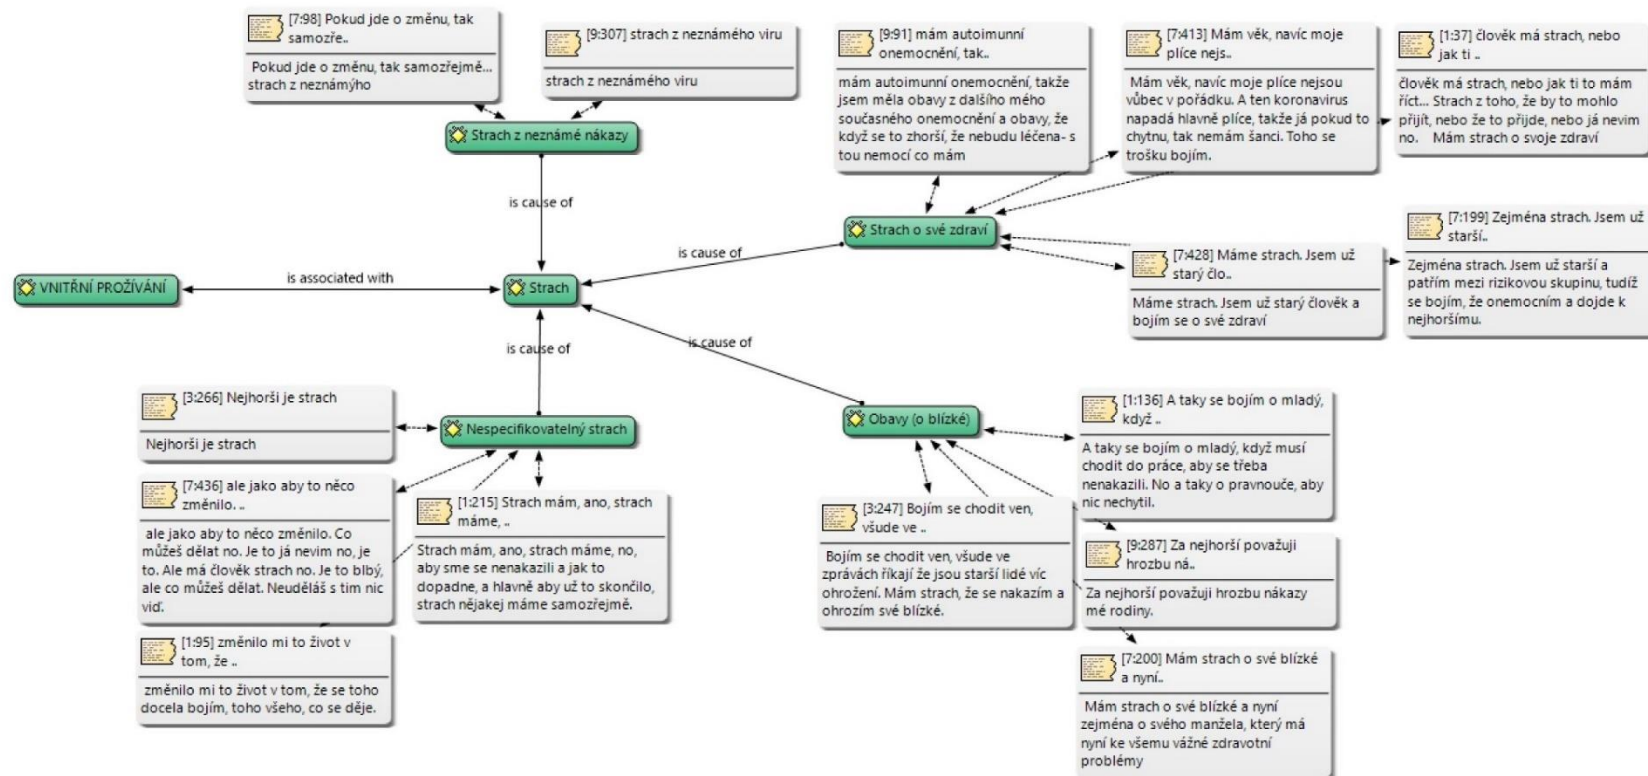 [7:98] Pokud jde o změnu, tak
samozře..
Pokud jde o změnu, tak samozřejmě...
strach z neznámýho
[9:307] strach z neznámého viru
strach z neznámého viru
[9:91] mám autoimunní
onemocnění, tak..
mám autoimunní onemocnění, takže
jsem měla obavy z dalšího mého
současného onemocnění a obavy, že
když se to zhorší, že nebudu léčena- s
tou nemocí co mám
[7:413] Mám věk, navíc moje
plíce nejs..
Mám věk, navíc moje plíce nejsou
vůbec v pořádku. A ten koronavirus
napadá hlavně plíce, takže já pokud to
chytnu, tak nemám šanci. Toho se
trošku bojím.
[1:37] člověk má strach, nebo
jak ti ..
člověk má strach, nebo jak ti to mám
říct... Strach z toho, že by to mohlo
přijít, nebo že to přijde, nebo já nevim
no. Mám strach o svoje zdraví
Strach z neznámé nákazy
is cause of
Strach o své zdraví
is cause of
[7:428] Máme strach. Jsem už
starý člo..
Máme strach. Jsem už starý člověk a
bojím se o své zdraví
[7:199] Zejména strach. Jsem už
starší..
Zejména strach. Jsem už starší a
patřím mezi rizikovou skupinu, tudíž
se bojím, že onemocním a dojde k
nejhoršímu.
VNITŘNÍ PROŽÍVÁNÍ
is associated with
Strach
is cause of
is cause of
[3:266] Nejhorši je strach
Nejhorši je strach
Nespecifikovatelný strach
Obavy (o blízké)
[7:436] ale jako aby to něco
změnilo. ..
ale jako aby to něco změnilo. Co
můžeš dělat no. Je to já nevim no, je
to. Ale má člověk strach no. Je to blbý,
ale co můžeš dělat. Neuděláš s tim nic
viď.
[1:215] Strach mám, ano, strach
máme, ..
Strach mám, ano, strach máme, no,
aby sme se nenakazili a jak to
dopadne, a hlavně aby už to skončilo,
strach nějakej máme samozřejmě.
[1:95] změnilo mi to život v
tom, že ..
změnilo mi to život v tom, že se toho
docela bojím, toho všeho, co se děje.
[3:247] Bojím se chodit ven,
všude ve ..
Bojím se chodit ven, všude ve
zprávách říkají že jsou starší lidé víc
ohrožení. Mám strach, že se nakazím a
ohrozím své blízké.
[1:136] A taky se bojím o mladý,
když ..
A taky se bojím o mladý, když musí
chodit do práce, aby se třeba
nenakazili. No a taky o pravnouče, aby
nic nechytil.
[9:287] Za nejhorší považuji
hrozbu ná..
Za nejhorší považuji hrozbu nákazy
mé rodiny.
[7:200] Mám strach o své blízké
a nyní..
Mám strach o své blízké a nyní
zejména o svého manžela, který má
nyní ke všemu vážné zdravotní
problémy